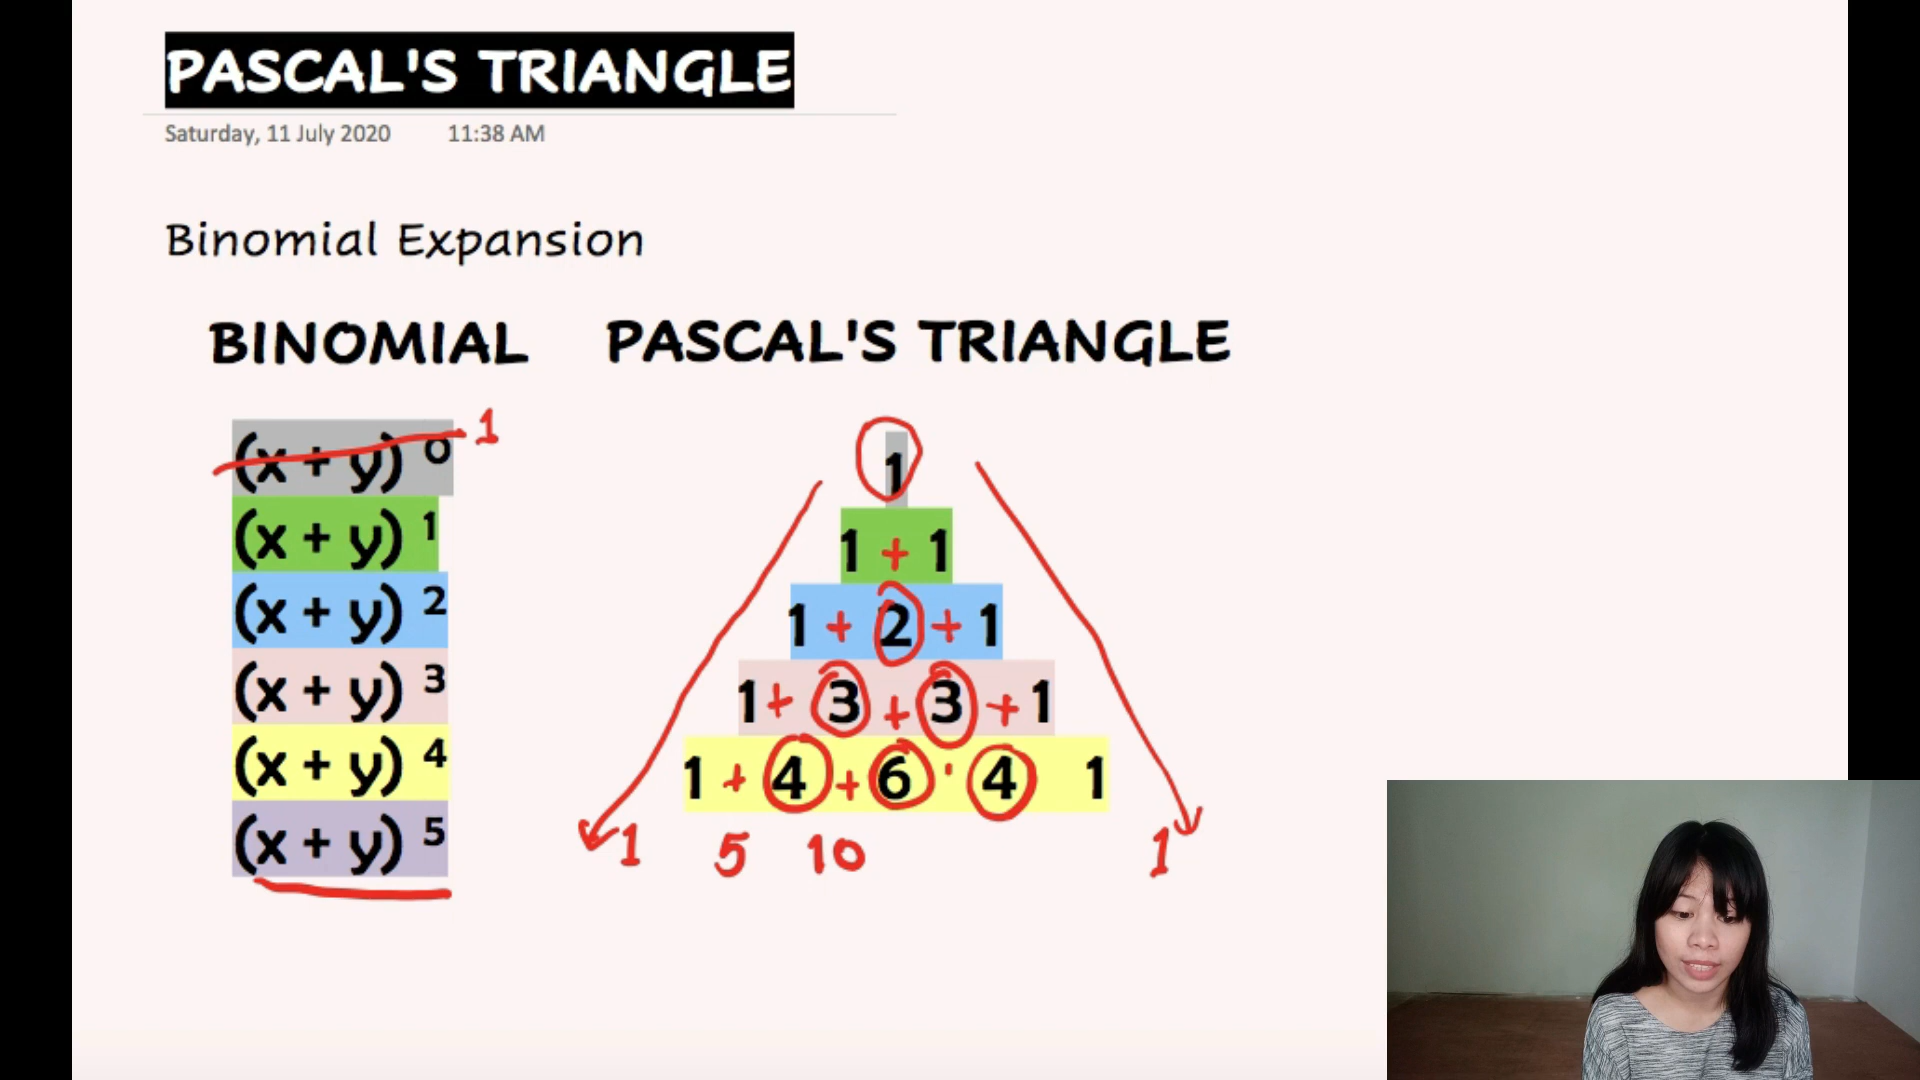 PASCAL'S TRIANGLE
Saturday, 11 July 2020 11:38 AM
Binomial Expansion
BINOMIAL PASCAL'S TRIANGLE
(x + y) 0 1
(x + y) 1
(x + y) 2
(x + y) 3
(x + y) 4
(x + y) 5
1
1 + 1
1 + 2 + 1
1 + 3 + 3 + 1
1 + 4 + 6 4 1
1 5 10 1